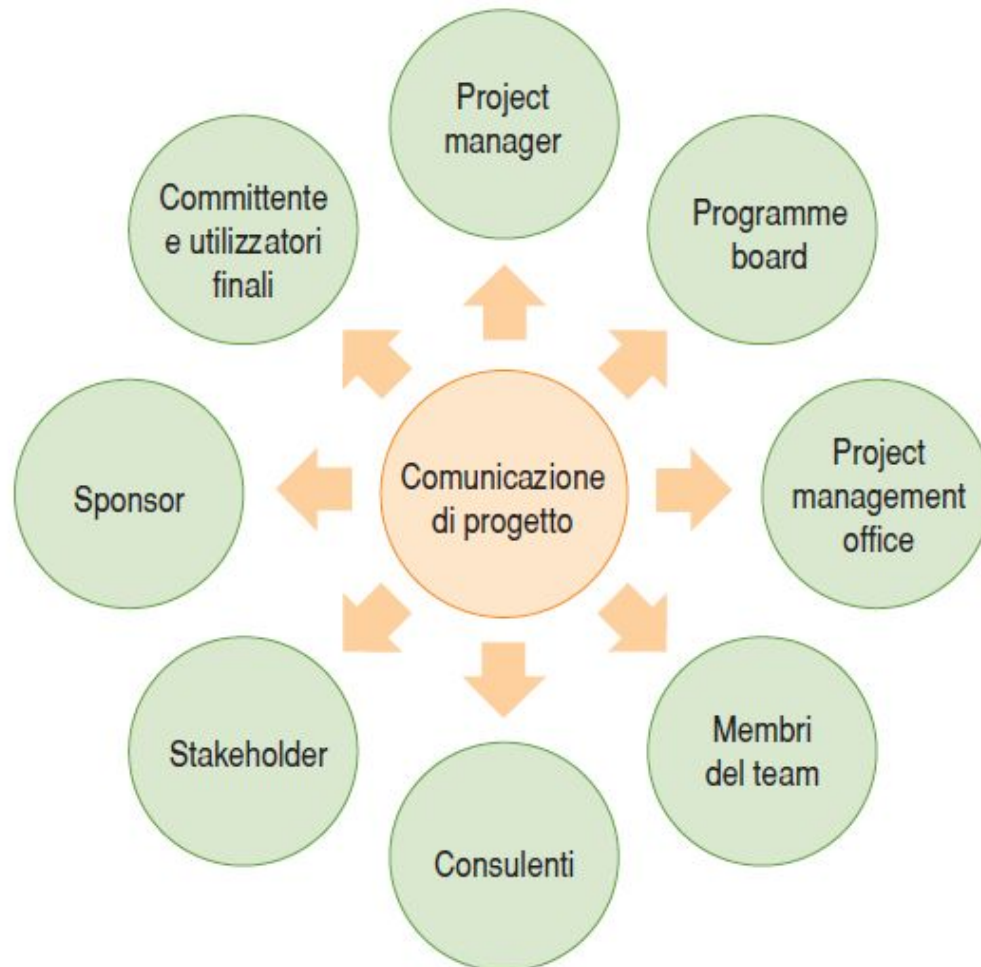 Project
manager
Programme
board
Project
management
office
Membri
del team
Consulenti
Stakeholder
Sponsor
Committente
e utilizzatori
finali
Comunicazione
di progetto